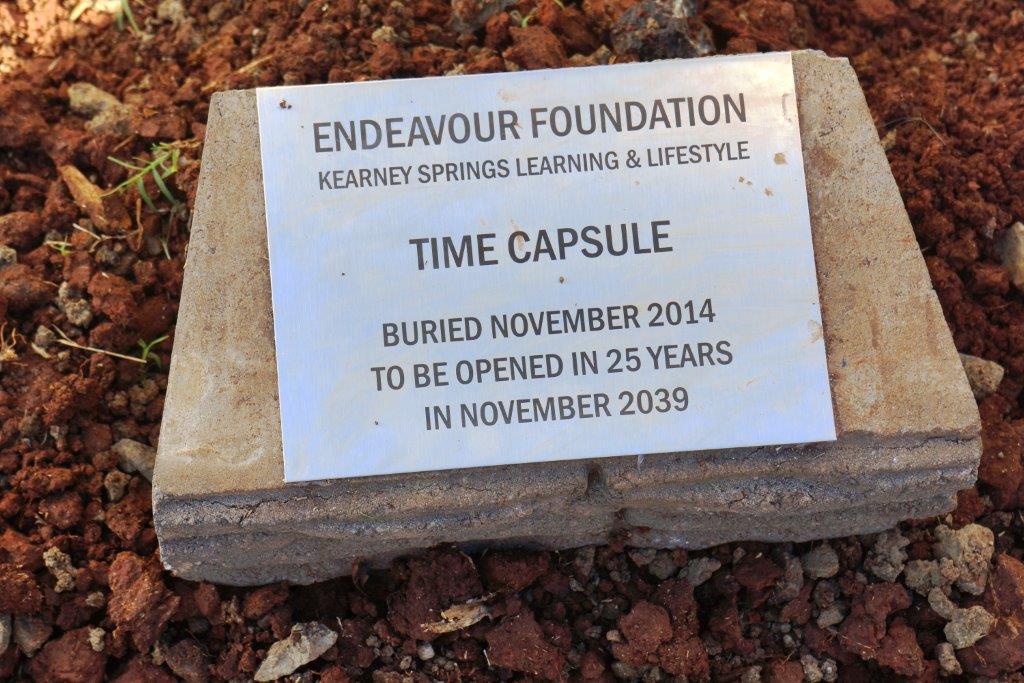 ENDEAVOUR FOUNDATION
KEARNEY SPRINGS LEARNING & LIFESTYLE
TIME CAPSULE
BURIED NOVEMBER 2014
TO BE OPENED IN 25 YEARS
IN NOVEMBER 2039